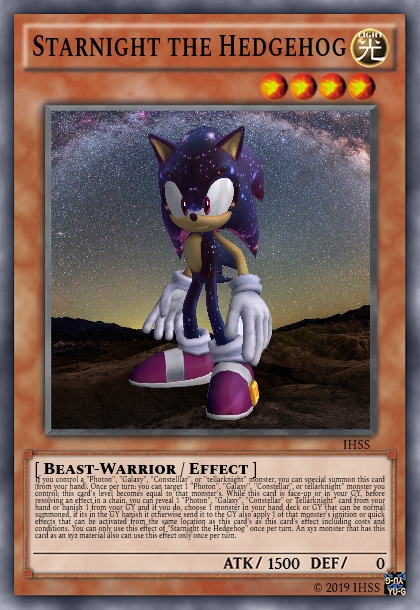 STARNIGHT THE HEDGEHOG
LIGHT
光
IHSS
[ BEAST-WARRIOR / EFFECT ]
If you control a "Photon", "Galaxy", "Constelllar", or "tellarknight" monster, you can special summon this card
(from your hand). Once per turn: you can target 1 "Photon", "Galaxy", "Constellar", or tellarknight" monster you
control; this card's level becomes equal to that monster's. While this card is face-up or in your GY, before
resolving an effect in a chain, you can reveal 1 "Photon", "Galaxy", "Constellar" or Tellarknight" card from your
hand or banish 1 from your GY and if you do, choose 1 monster in your hand, deck or GY that can be normal
summoned, if its in the GY banish it otherwise send it to the GY also apply 1 of that monster's ignition or quick
effects that can be activated from the same location as this card's as this card's effect including costs and
conditions. You can only use this effect of "Starnight the Hedgehog" once per turn. An xyz monster that has this
card as an xyz material also can use this effect only once per turn.
ATK/ 1500 DEF/ 0
© 2019 IHSS
D-DA
YU-G